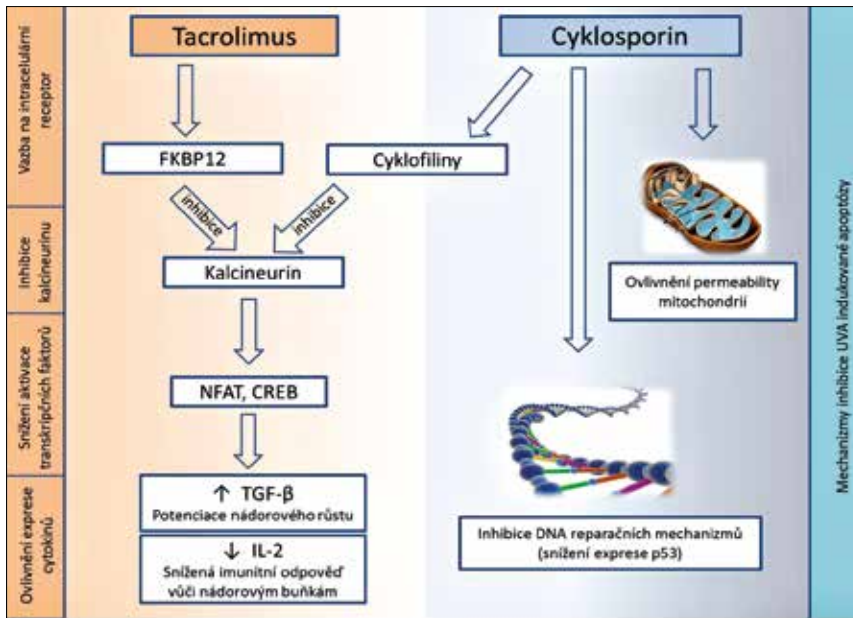 Tacrolimus
Cyklosporin
Vazba na intracelulární
receptor
FKBP12
Cyklofiliny
inhibice
inhibice
Inhibice
kalcineurinu
Kalcineurin
Ovlivnění permeability
mitochondrií
Snížení aktivace
transkripčních faktorů
NFAT, CREB
Ovlivnění exprese
cytokinů
↑ TGF-β
Potenciace nádorového růstu
↓ IL-2
Snížená imunitní odpověď
vůči nádorovým buňkám
Inhibice DNA reparačních mechanizmů
(snížení exprese p53)
Mechanizmy inhibice UVA indukované apoptózy